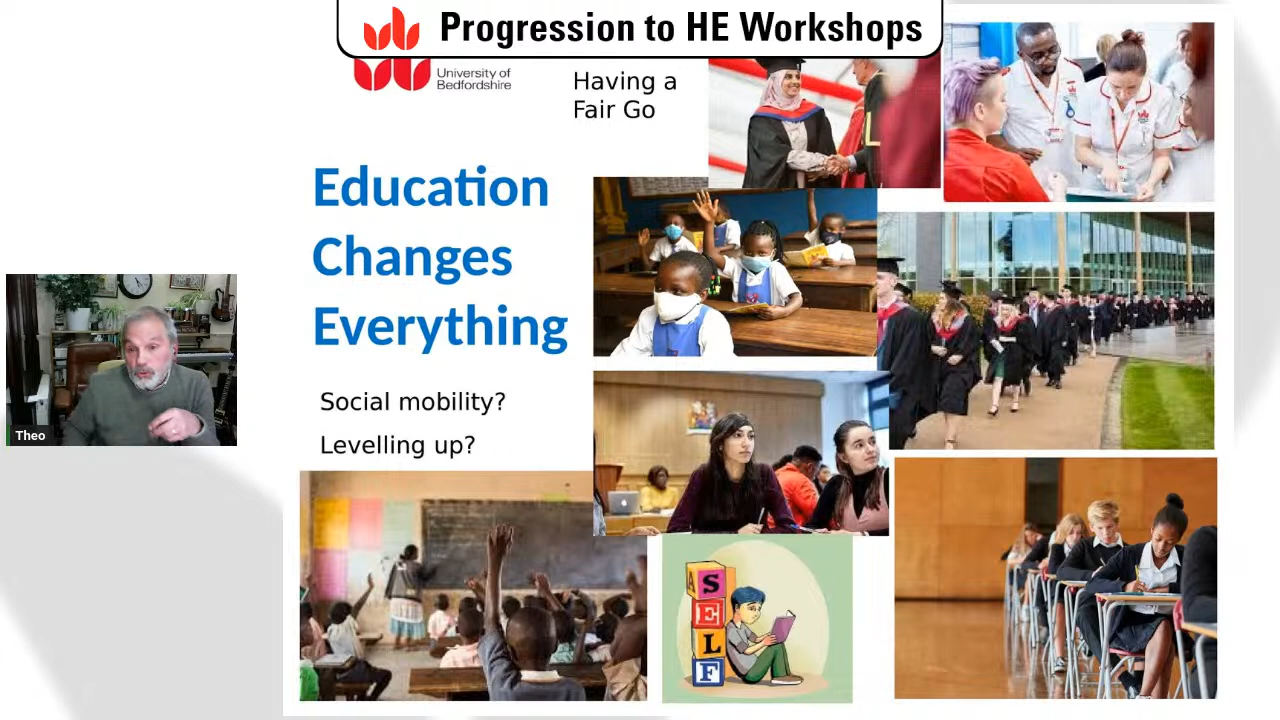 Progression to HE Workshops
University of
Bedfordshire
Having a
Fair Go
Education
Changes
Everything
Social mobility?
Levelling up?
Theo
S
E
L
F